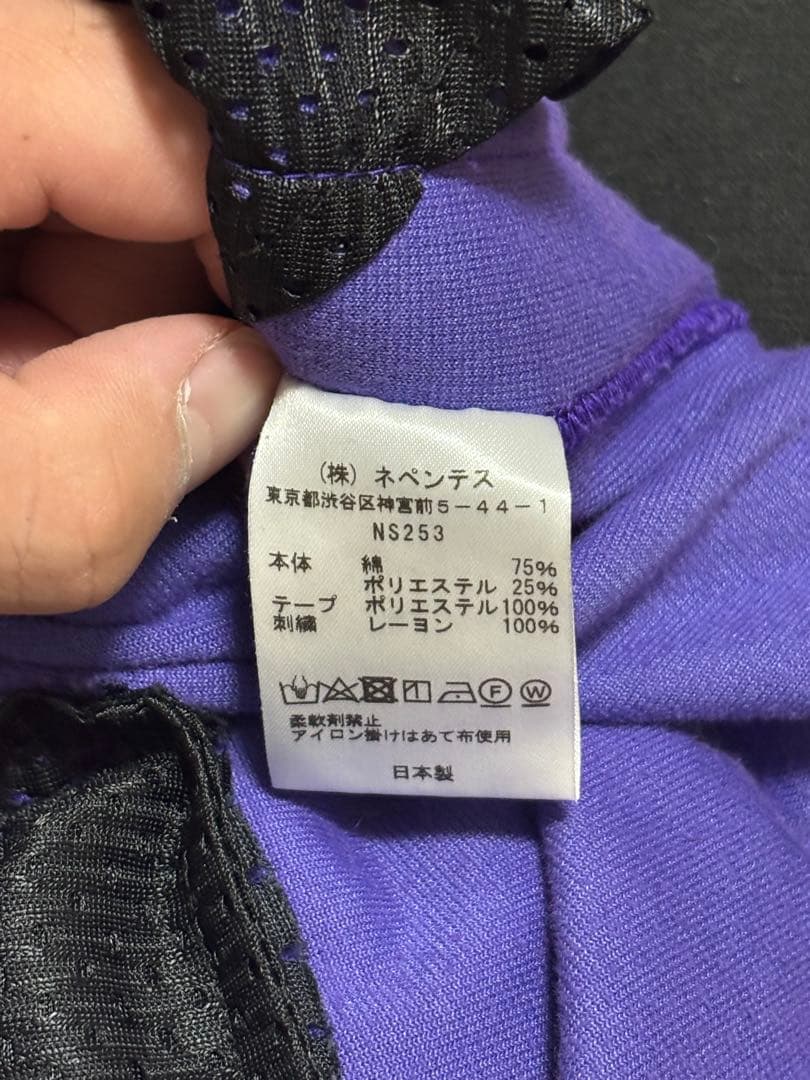 (株) ネペンテス
東京都渋谷区神宮前5-44-1
NS253
本体 綿 75%
ポリエステル 25%
テープ ポリエステル100%
刺繍 レーヨン 100%
F W
柔軟剤禁止
アイロン掛けはあて布使用
日本製